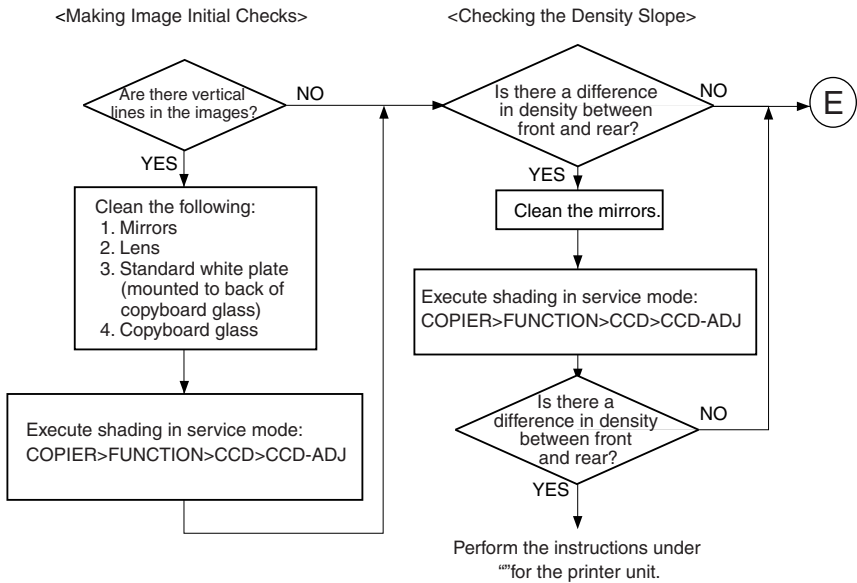 <Making Image Initial Checks>
Are there vertical
lines in the images?
NO
YES
Clean the following:
1. Mirrors
2. Lens
3. Standard white plate
(mounted to back of
copyboard glass)
4. Copyboard glass
Execute shading in service mode:
COPIER>FUNCTION>CCD>CCD-ADJ
<Checking the Density Slope>
Is there a difference
in density between
front and rear?
NO
E
YES
Clean the mirrors.
Execute shading in service mode:
COPIER>FUNCTION>CCD>CCD-ADJ
Is there a
difference in density
between front
and rear?
NO
YES
Perform the instructions under
“”for the printer unit.